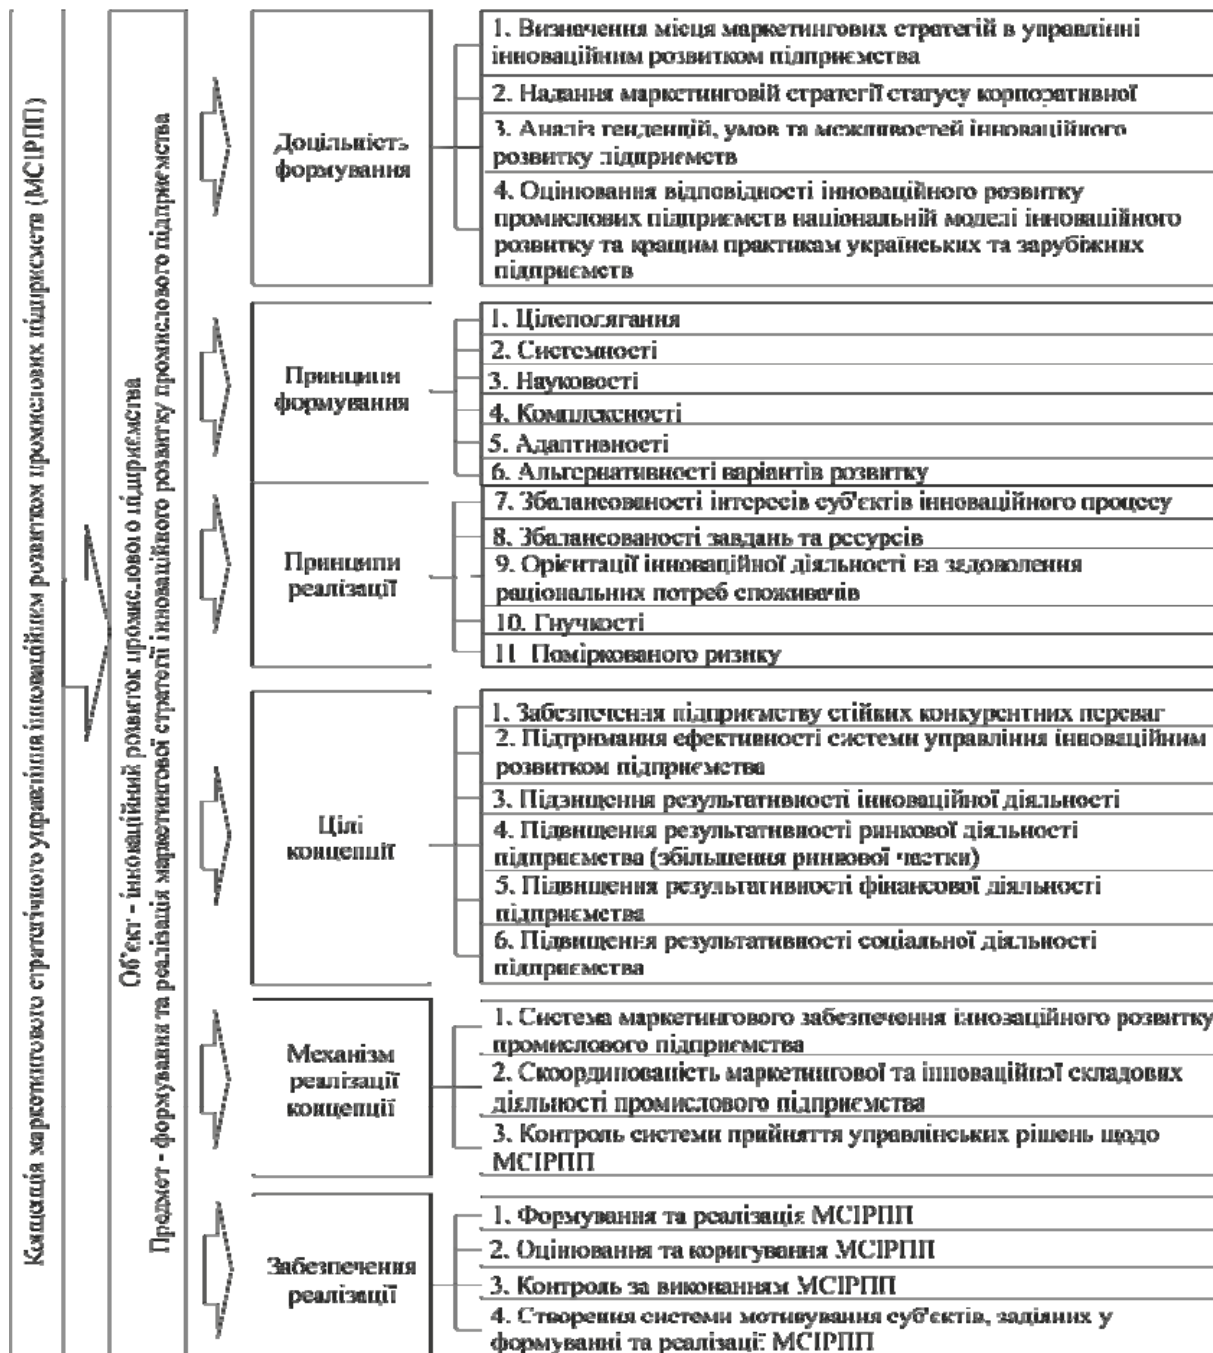 Концепція маркетингового стратегічного управління інноваційним розвитком промислових підприємств (МСІРПП)
Об'єкт - інноваційний розвиток промислового підприємства
Предмет - формування та реалізація маркетингової стратегії інноваційного розвитку промислового підприємства
Доцільність
формування
1. Визначення місця маркетингових стратегій в управлінні
інноваційним розвитком підприємства
2. Надання маркетинговій стратегії статусу корпоративної
3. Аналіз тенденцій, умов та можливостей інноваційного
розвитку підприємств
4. Оцінювання відповідності інноваційного розвитку
промислових підприємств національній моделі інноваційного
розвитку та кращим практикам українських та зарубіжних
підприємств
Принципи
формування
1. Цілеполягання
2. Системності
3. Науковості
4. Комплексності
5. Адаптивності
6. Альтернативності варіантів розвитку
Принципи
реалізації
7. Збалансованості інтересів суб'єктів інноваційного процесу
8. Збалансованості завдань та ресурсів
9. Орієнтації інноваційної діяльності на задоволення
раціональних потреб споживачів
10. Гнучкості
11 Поміркованого ризику
Цілі
концепції
1. Забезпечення підприємству стійких конкурентних переваг
2. Підтримання ефективності системи управління інноваційним
розвитком підприємства
3. Підвищення результативності інноваційної діяльності
4. Підвищення результативності ринкової діяльності
підприємства (збільшення ринкової частки)
5. Підвищення результативності фінансової діяльності
підприємства
6. Підвищення результативності соціальної діяльності
підприємства
Механізм
реалізації
концепції
1. Система маркетингового забезпечення інноваційного розвитку
промислового підприємства
2. Скоординованість маркетингової та інноваційної складових
діяльності промислового підприємства
3. Контроль системи прийняття управлінських рішень щодо
МСІРПП
Забезпечення
реалізації
1. Формування та реалізація МСІРПП
2. Оцінювання та коригування МСІРПП
3. Контроль за виконанням МСІРПП
4. Створення системи мотивування суб'єктів, задіяних у
формуванні та реалізації МСІРПП